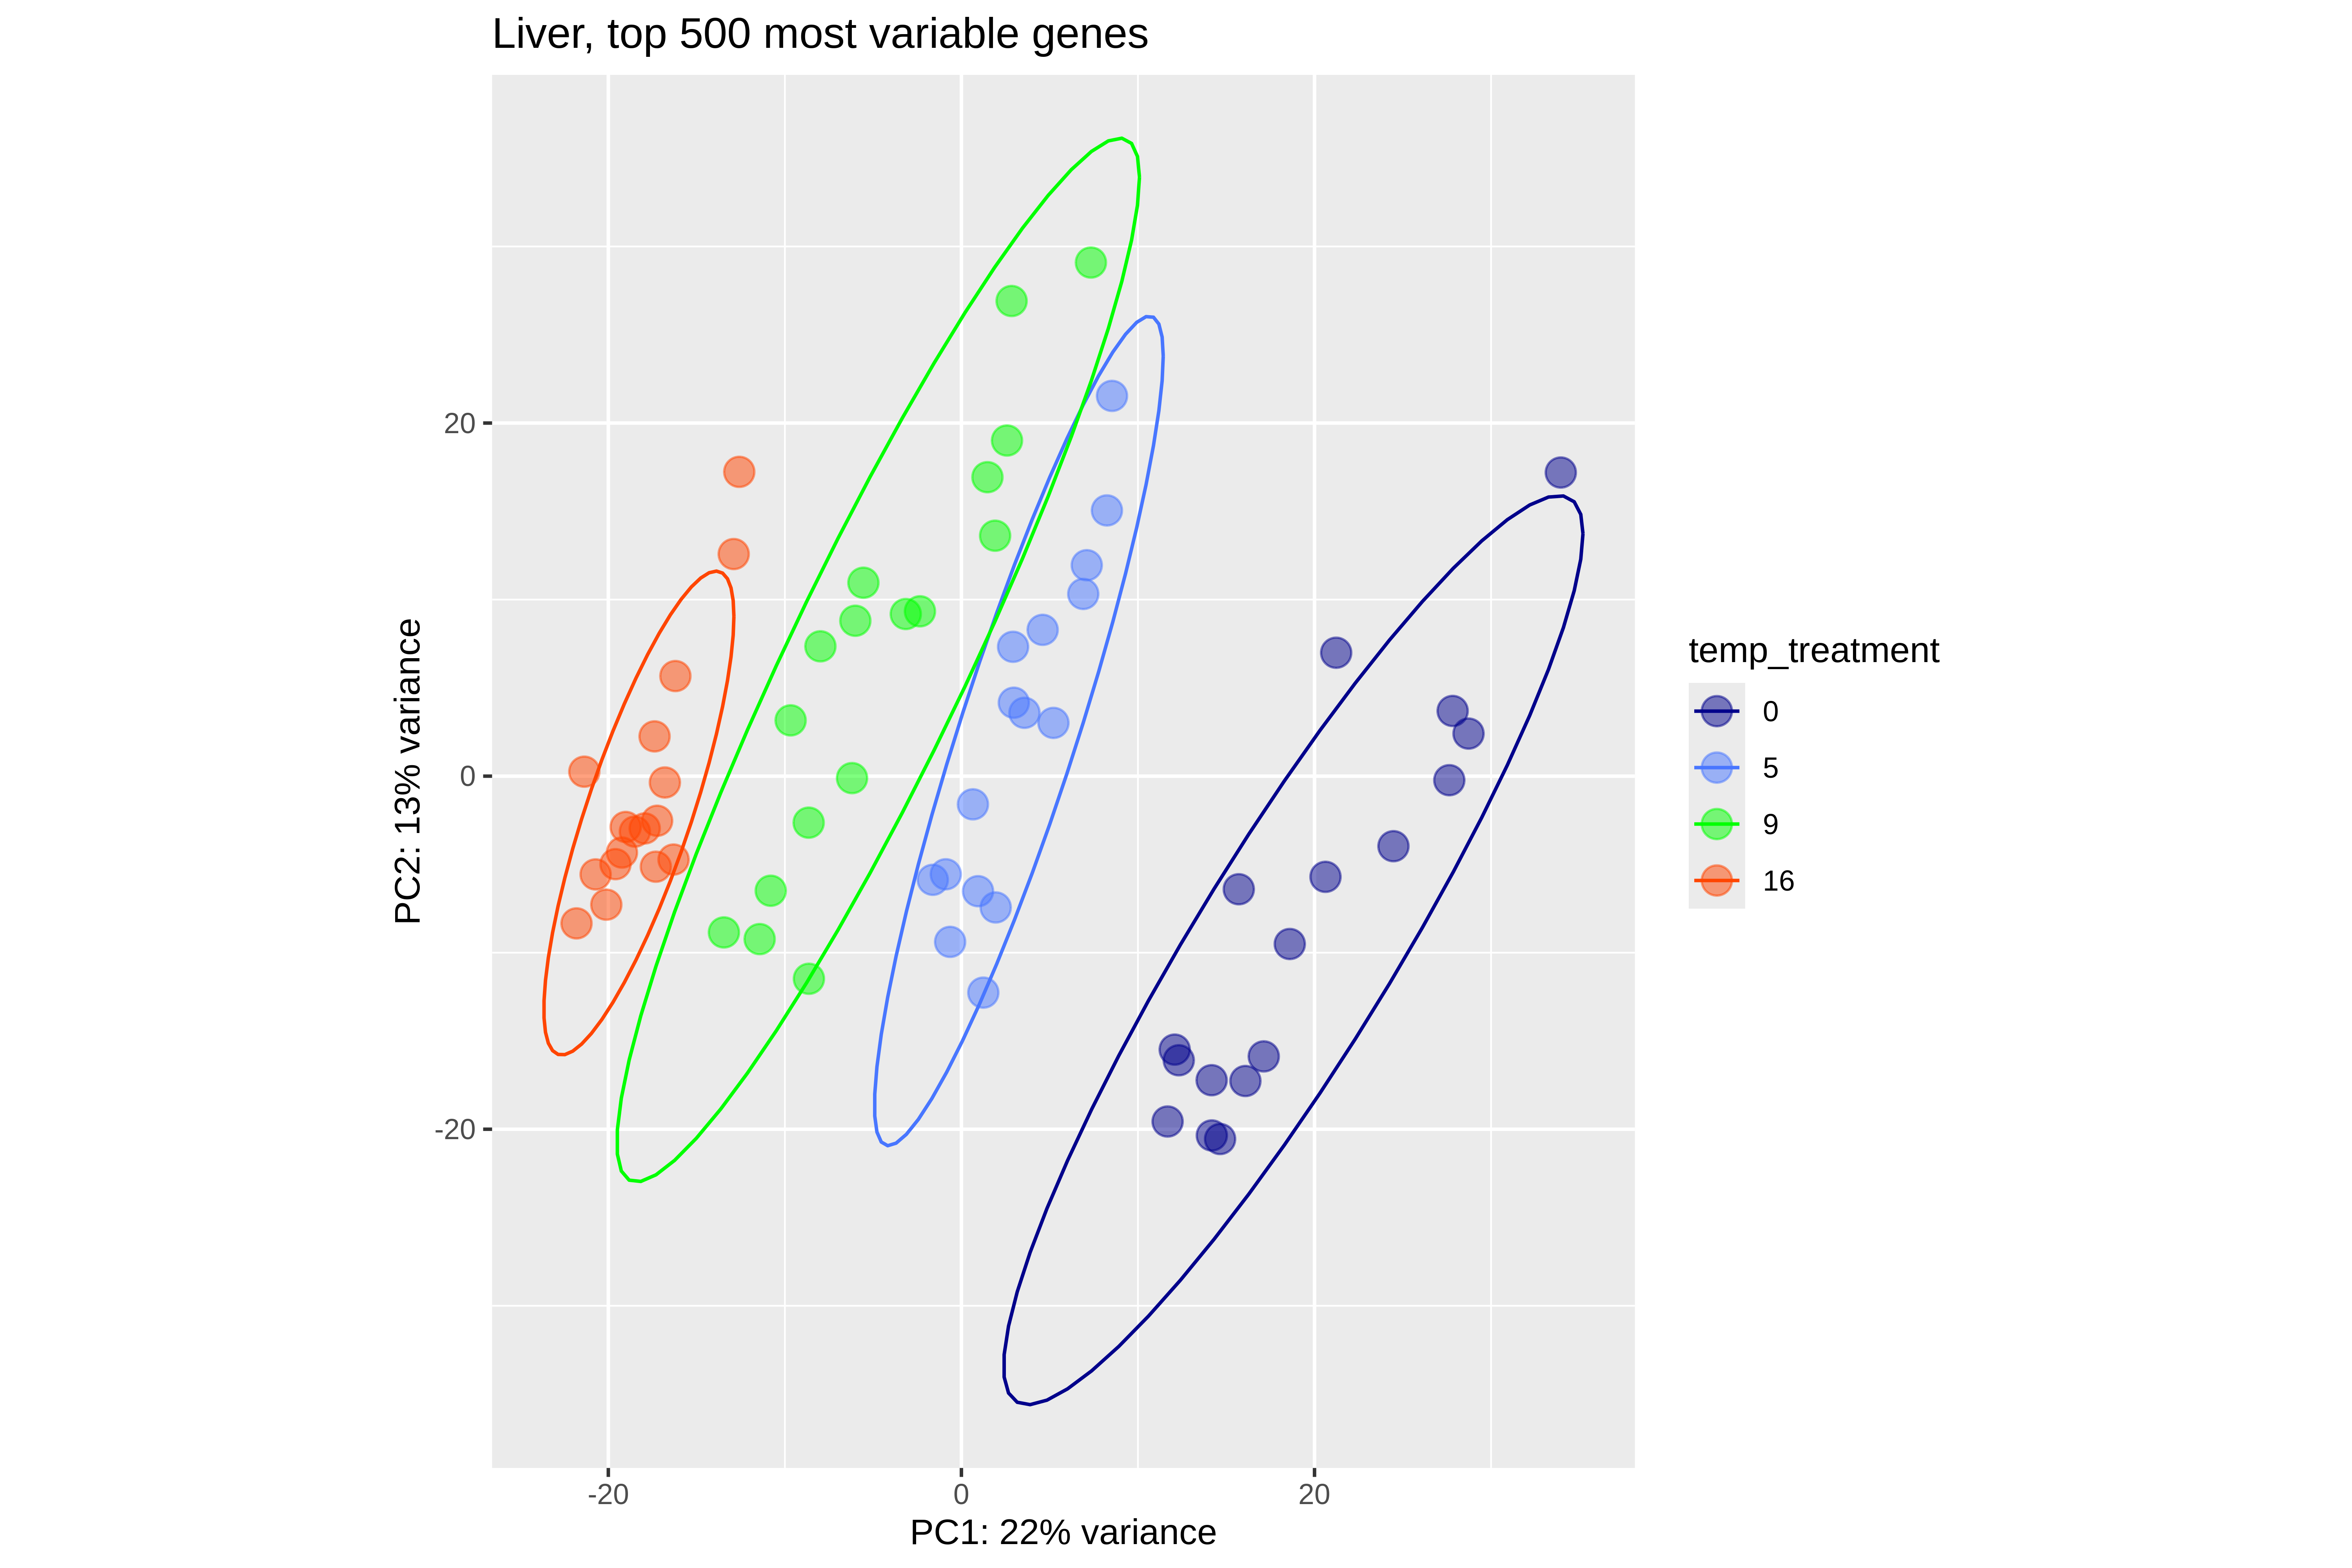 Liver, top 500 most variable genes
20
0
-20
PC2: 13% variance
-20
0
20
PC1: 22% variance
temp_treatment
0
5
9
16